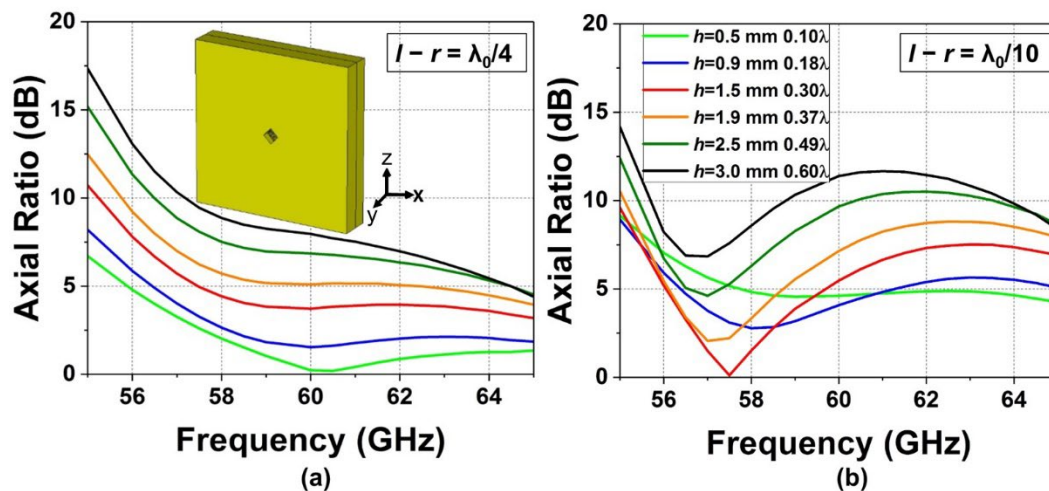 20
15
10
5
0
Axial Ratio (dB)
l – r = λ₀/4
z
x
y
56
58
60
62
64
Frequency (GHz)
(a)
20
15
10
5
0
Axial Ratio (dB)
h=0.5 mm 0.10λ
h=0.9 mm 0.18λ
h=1.5 mm 0.30λ
h=1.9 mm 0.37λ
h=2.5 mm 0.49λ
h=3.0 mm 0.60λ
l – r = λ₀/10
56
58
60
62
64
Frequency (GHz)
(b)